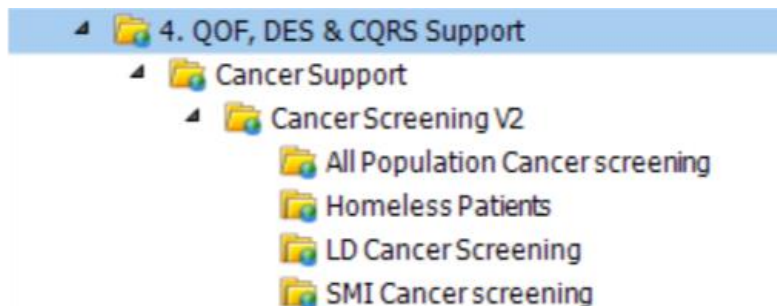 4. QOF, DES & CQRS Support
Cancer Support
Cancer Screening V2
All Population Cancer screening
Homeless Patients
LD Cancer Screening
SMI Cancer screening